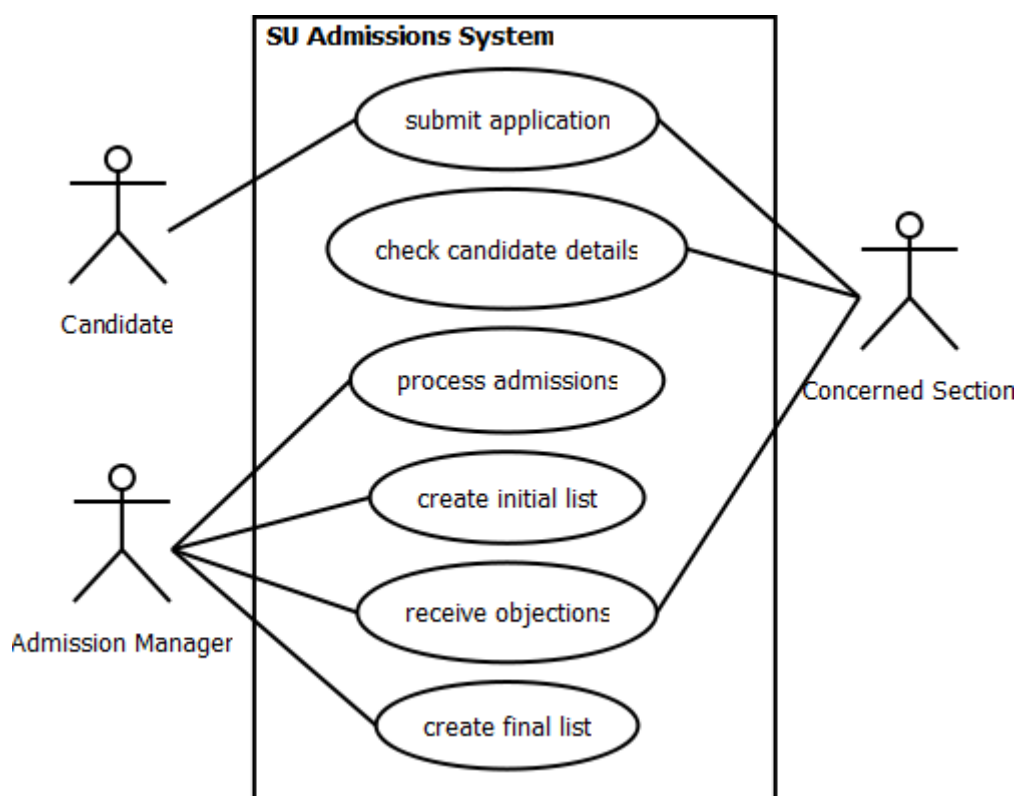 SU Admissions System
submit application
check candidate details
Candidate
process admissions
Concerned Section
create initial list
receive objections
Admission Manager
create final list